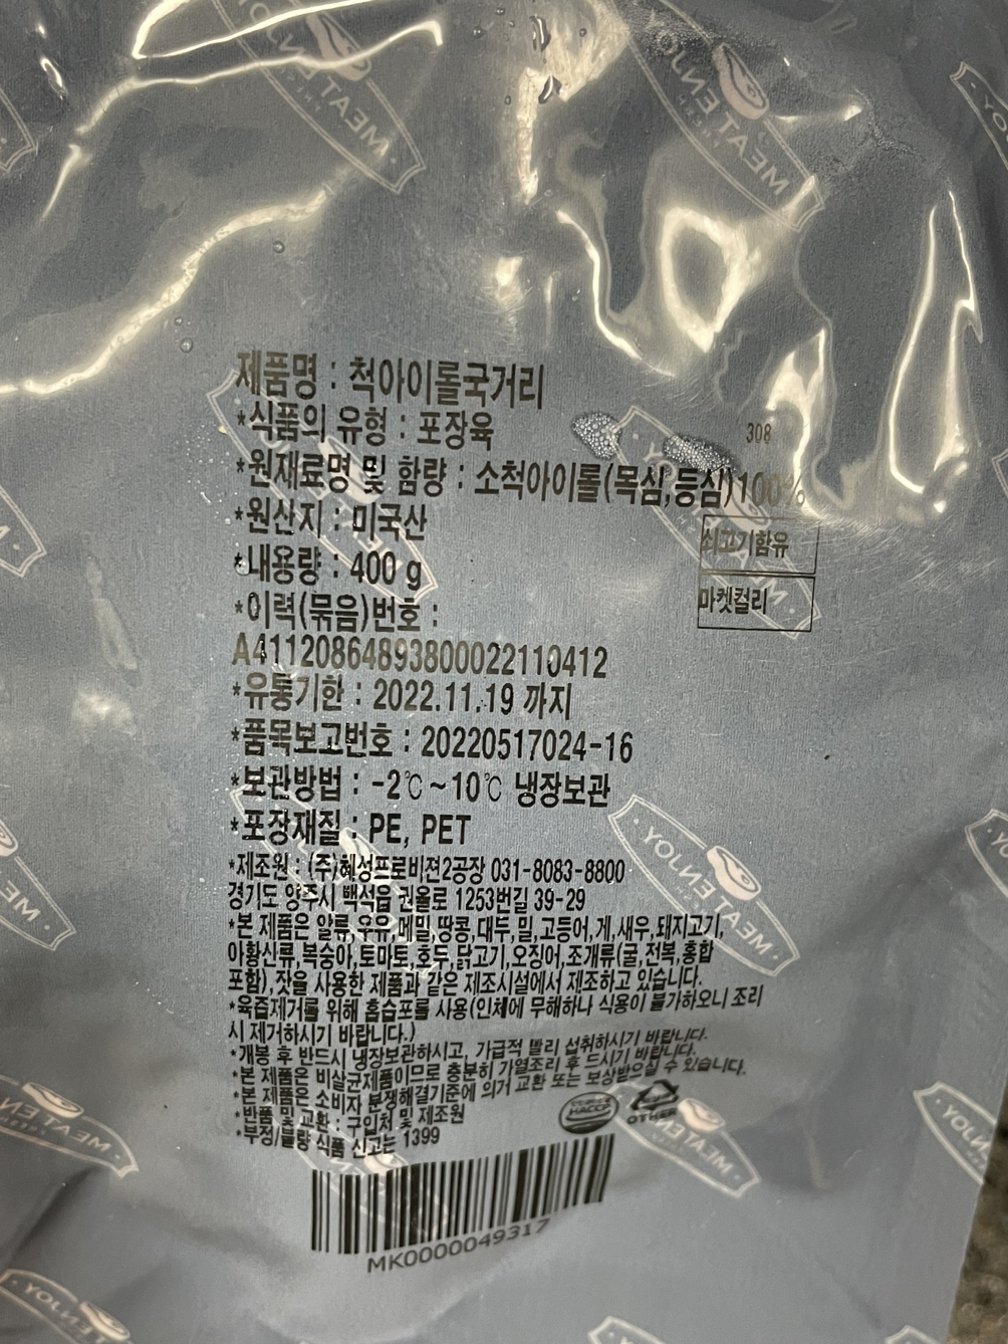 제품명 : 척아이롤국거리
*식품의 유형 : 포장육
308
*원재료명 및 함량 : 소척아이롤(목심,등심)100%
*원산지 : 미국산
쇠고기함유
*내용량 : 400 g
마켓컬리
*이력(묶음)번호 :
A41120864893800022110412
*유통기한 : 2022.11.19 까지
*품목보고번호 : 20220517024-16
*보관방법 : -2℃~10℃ 냉장보관
*포장재질 : PE, PET
*제조원 : (주)혜성프로비젼2공장 031-8083-8800
경기도 양주시 백석읍 권율로 1253번길 39-29
*본 제품은 알류,우유,메밀,땅콩,대두,밀,고등어,게,새우,돼지고기,
아황산류,복숭아,토마토,호두,닭고기,오징어,조개류(굴,전복,홍합
포함),잣을 사용한 제품과 같은 제조시설에서 제조하고 있습니다.
*육즙제거를 위해 흡습포를 사용(인체에 무해하나 식용이 불가하오니 조리
시 제거하시기 바랍니다.)
*개봉 후 반드시 냉장보관하시고, 가급적 빨리 섭취하시기 바랍니다.
*본 제품은 비살균제품이므로 충분히 가열조리 후 드시기 바랍니다.
*본 제품은 소비자 분쟁해결기준에 의거 교환 또는 보상받으실 수 있습니다.
*반품 및 교환 : 구입처 및 제조원
*부정/불량 식품 신고는 1399
HACCP
OTHER
MK0000049317
MEAT ENJOY